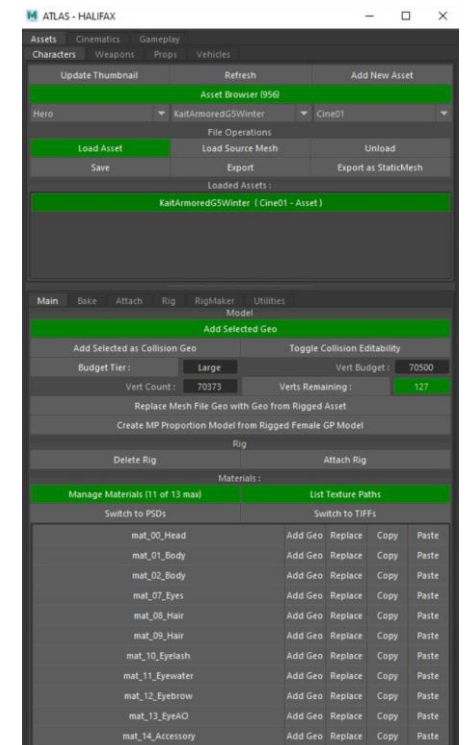 ATLAS - HALIFAX
Assets Cinematics Gameplay
Characters Weapons Props Vehicles
Update Thumbnail Refresh Add New Asset
Asset Browser (956)
Hero KaitArmoredG5Winter Cine01
File Operations
Load Asset Load Source Mesh Unload
Save Export Export as StaticMesh
Loaded Assets :
KaitArmoredG5Winter ( Cine01 - Asset )
Main Bake Attach Rig RigMaker Utilities
Model
Add Selected Geo
Add Selected as Collision Geo Toggle Collision Editability
Budget Tier : Large Vert Budget : 70500
Vert Count : 70373 Verts Remaining : 127
Replace Mesh File Geo with Geo from Rigged Asset
Create MP Proportion Model from Rigged Female GP Model
Rig
Delete Rig Attach Rig
Materials :
Manage Materials (11 of 13 max) List Texture Paths
Switch to PSDs Switch to TIFFs
mat_00_Head Add Geo Replace Copy Paste
mat_01_Body Add Geo Replace Copy Paste
mat_02_Body Add Geo Replace Copy Paste
mat_07_Eyes Add Geo Replace Copy Paste
mat_08_Hair Add Geo Replace Copy Paste
mat_09_Hair Add Geo Replace Copy Paste
mat_10_Eyelash Add Geo Replace Copy Paste
mat_11_Eyewater Add Geo Replace Copy Paste
mat_12_Eyebrow Add Geo Replace Copy Paste
mat_13_EyeAO Add Geo Replace Copy Paste
mat_14_Accessory Add Geo Replace Copy Paste